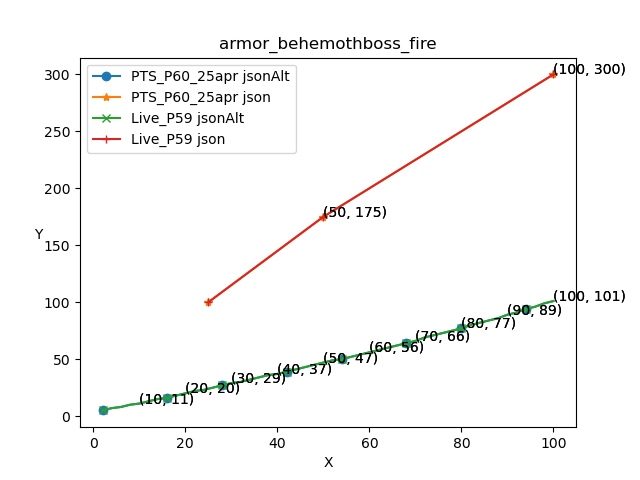 armor_behemothboss_fire
PTS_P60_25apr jsonAlt
PTS_P60_25apr json
Live_P59 jsonAlt
Live_P59 json
(100, 300)
(50, 175)
(100, 101)
(90, 89)
(80, 77)
(70, 66)
(60, 56)
(50, 47)
(40, 37)
(30, 29)
(20, 20)
(10, 11)
300
250
200
150
100
50
0
Y
0 20 40 60 80 100
X